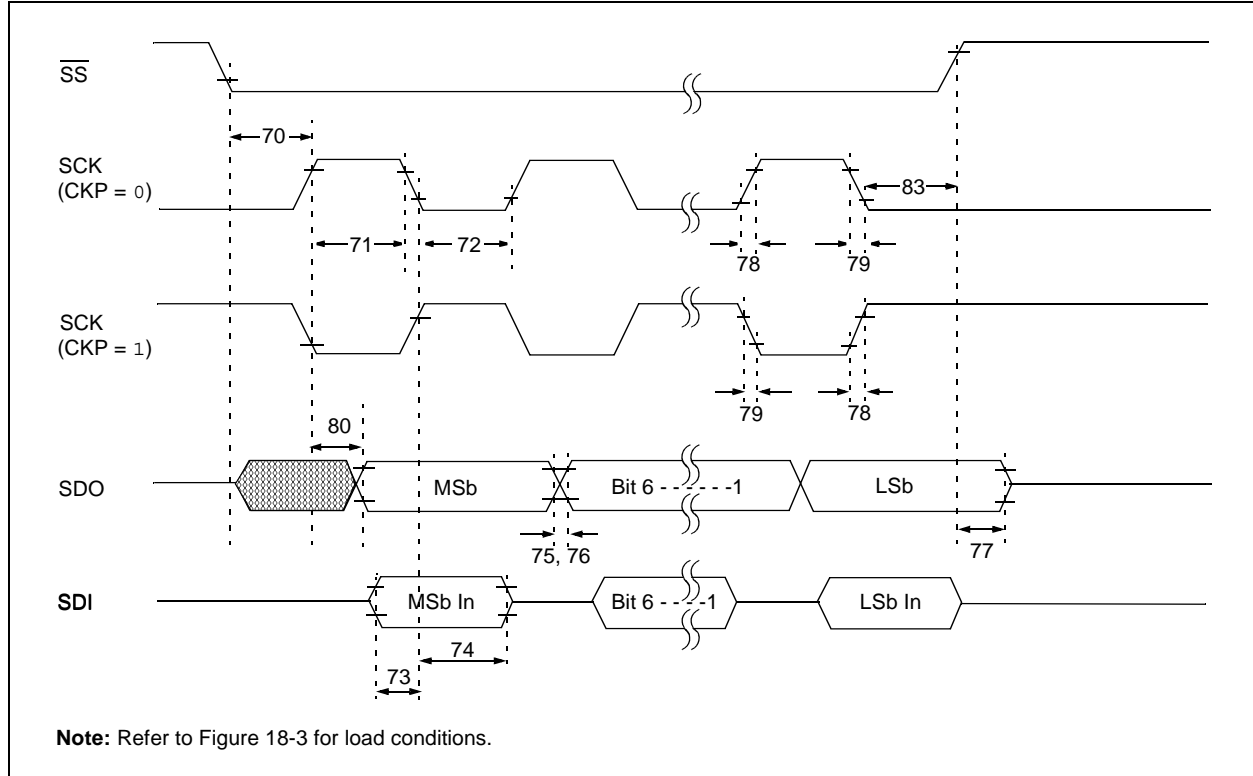 SS
70
SCK
(CKP = 0)
83
71
72
78
79
SCK
(CKP = 1)
79
78
80
SDO
MSb
Bit 6 - - - - - -1
LSb
75, 76
77
SDI
MSb In
Bit 6 - - - - -1
LSb In
74
73
Note: Refer to Figure 18-3 for load conditions.